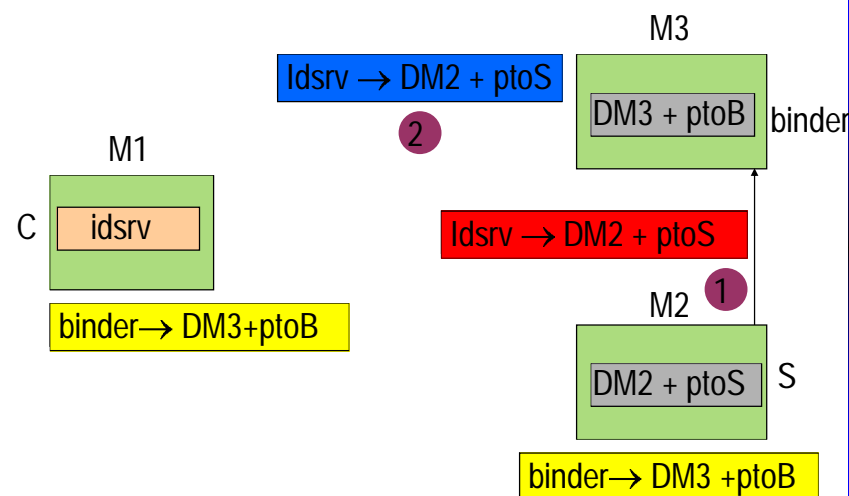 M3
Idsrv → DM2 + ptoS
DM3 + ptoB
binder
2
M1
C
idsrv
Idsrv → DM2 + ptoS
binder→ DM3+ptoB
1
M2
DM2 + ptoS
S
binder→ DM3 +ptoB